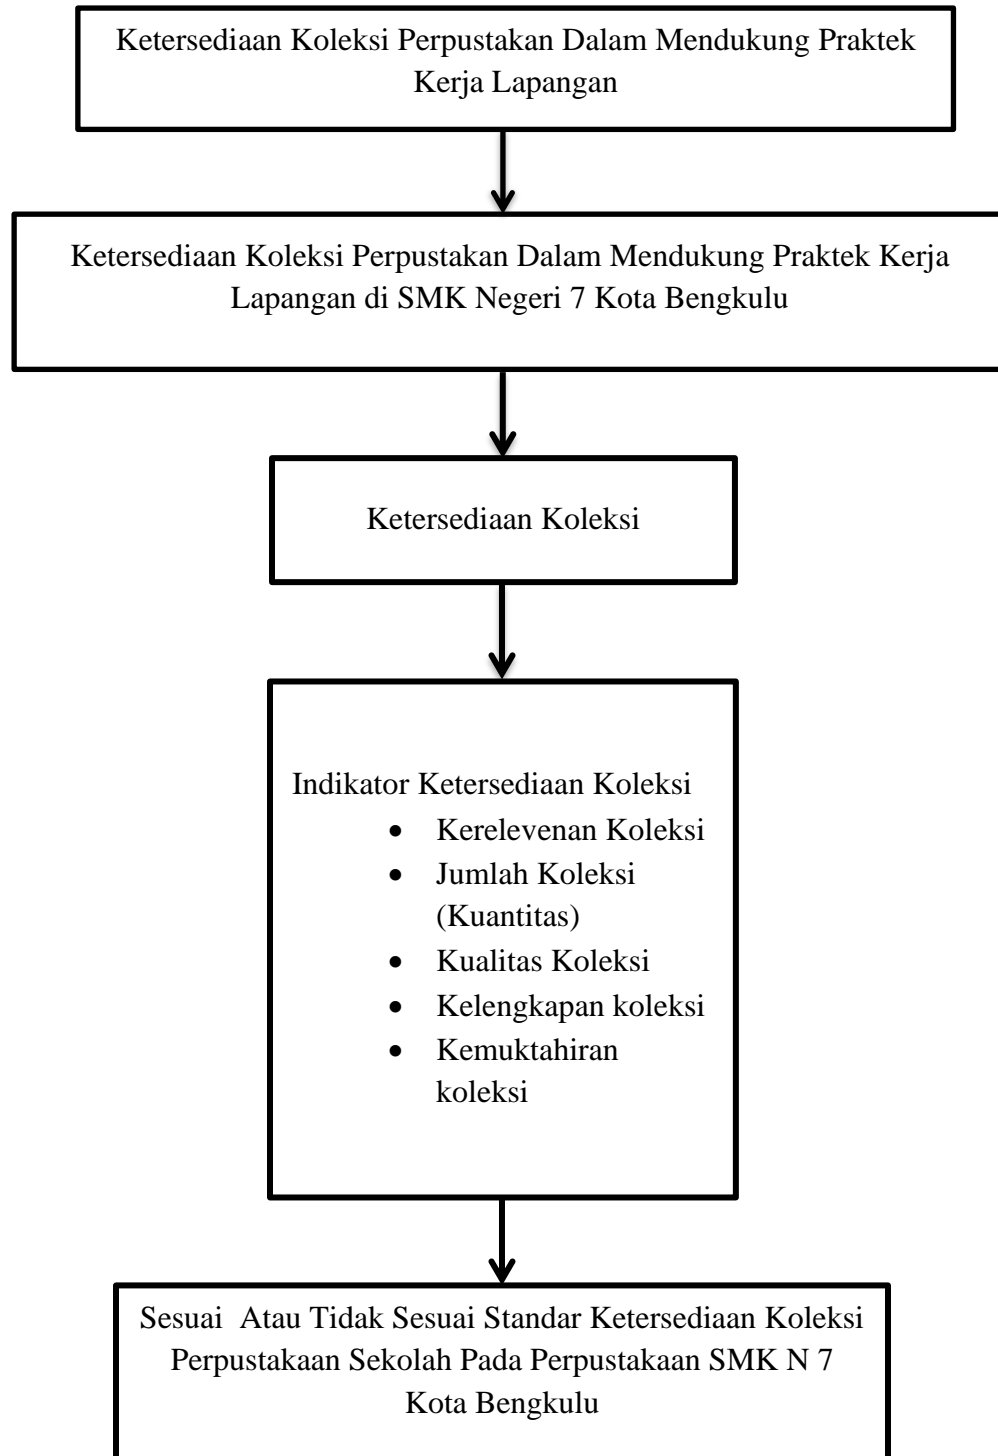 Ketersediaan Koleksi Perpustakan Dalam Mendukung Praktek
Kerja Lapangan
Ketersediaan Koleksi Perpustakan Dalam Mendukung Praktek Kerja
Lapangan di SMK Negeri 7 Kota Bengkulu
Ketersediaan Koleksi
Indikator Ketersediaan Koleksi
• Kerelevenan Koleksi
• Jumlah Koleksi
(Kuantitas)
• Kualitas Koleksi
• Kelengkapan koleksi
• Kemuktahiran
koleksi
Sesuai Atau Tidak Sesuai Standar Ketersediaan Koleksi
Perpustakaan Sekolah Pada Perpustakaan SMK N 7
Kota Bengkulu